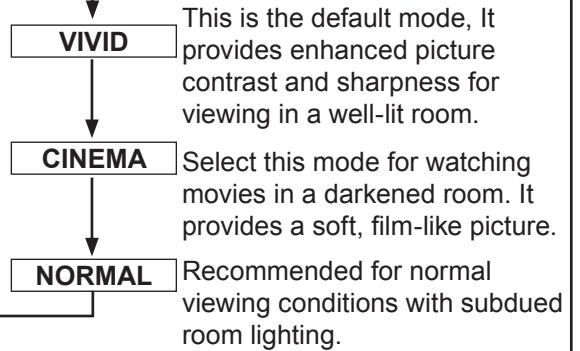 VIVID
This is the default mode, It
provides enhanced picture
contrast and sharpness for
viewing in a well-lit room.
CINEMA
Select this mode for watching
movies in a darkened room. It
provides a soft, film-like picture.
NORMAL
Recommended for normal
viewing conditions with subdued
room lighting.